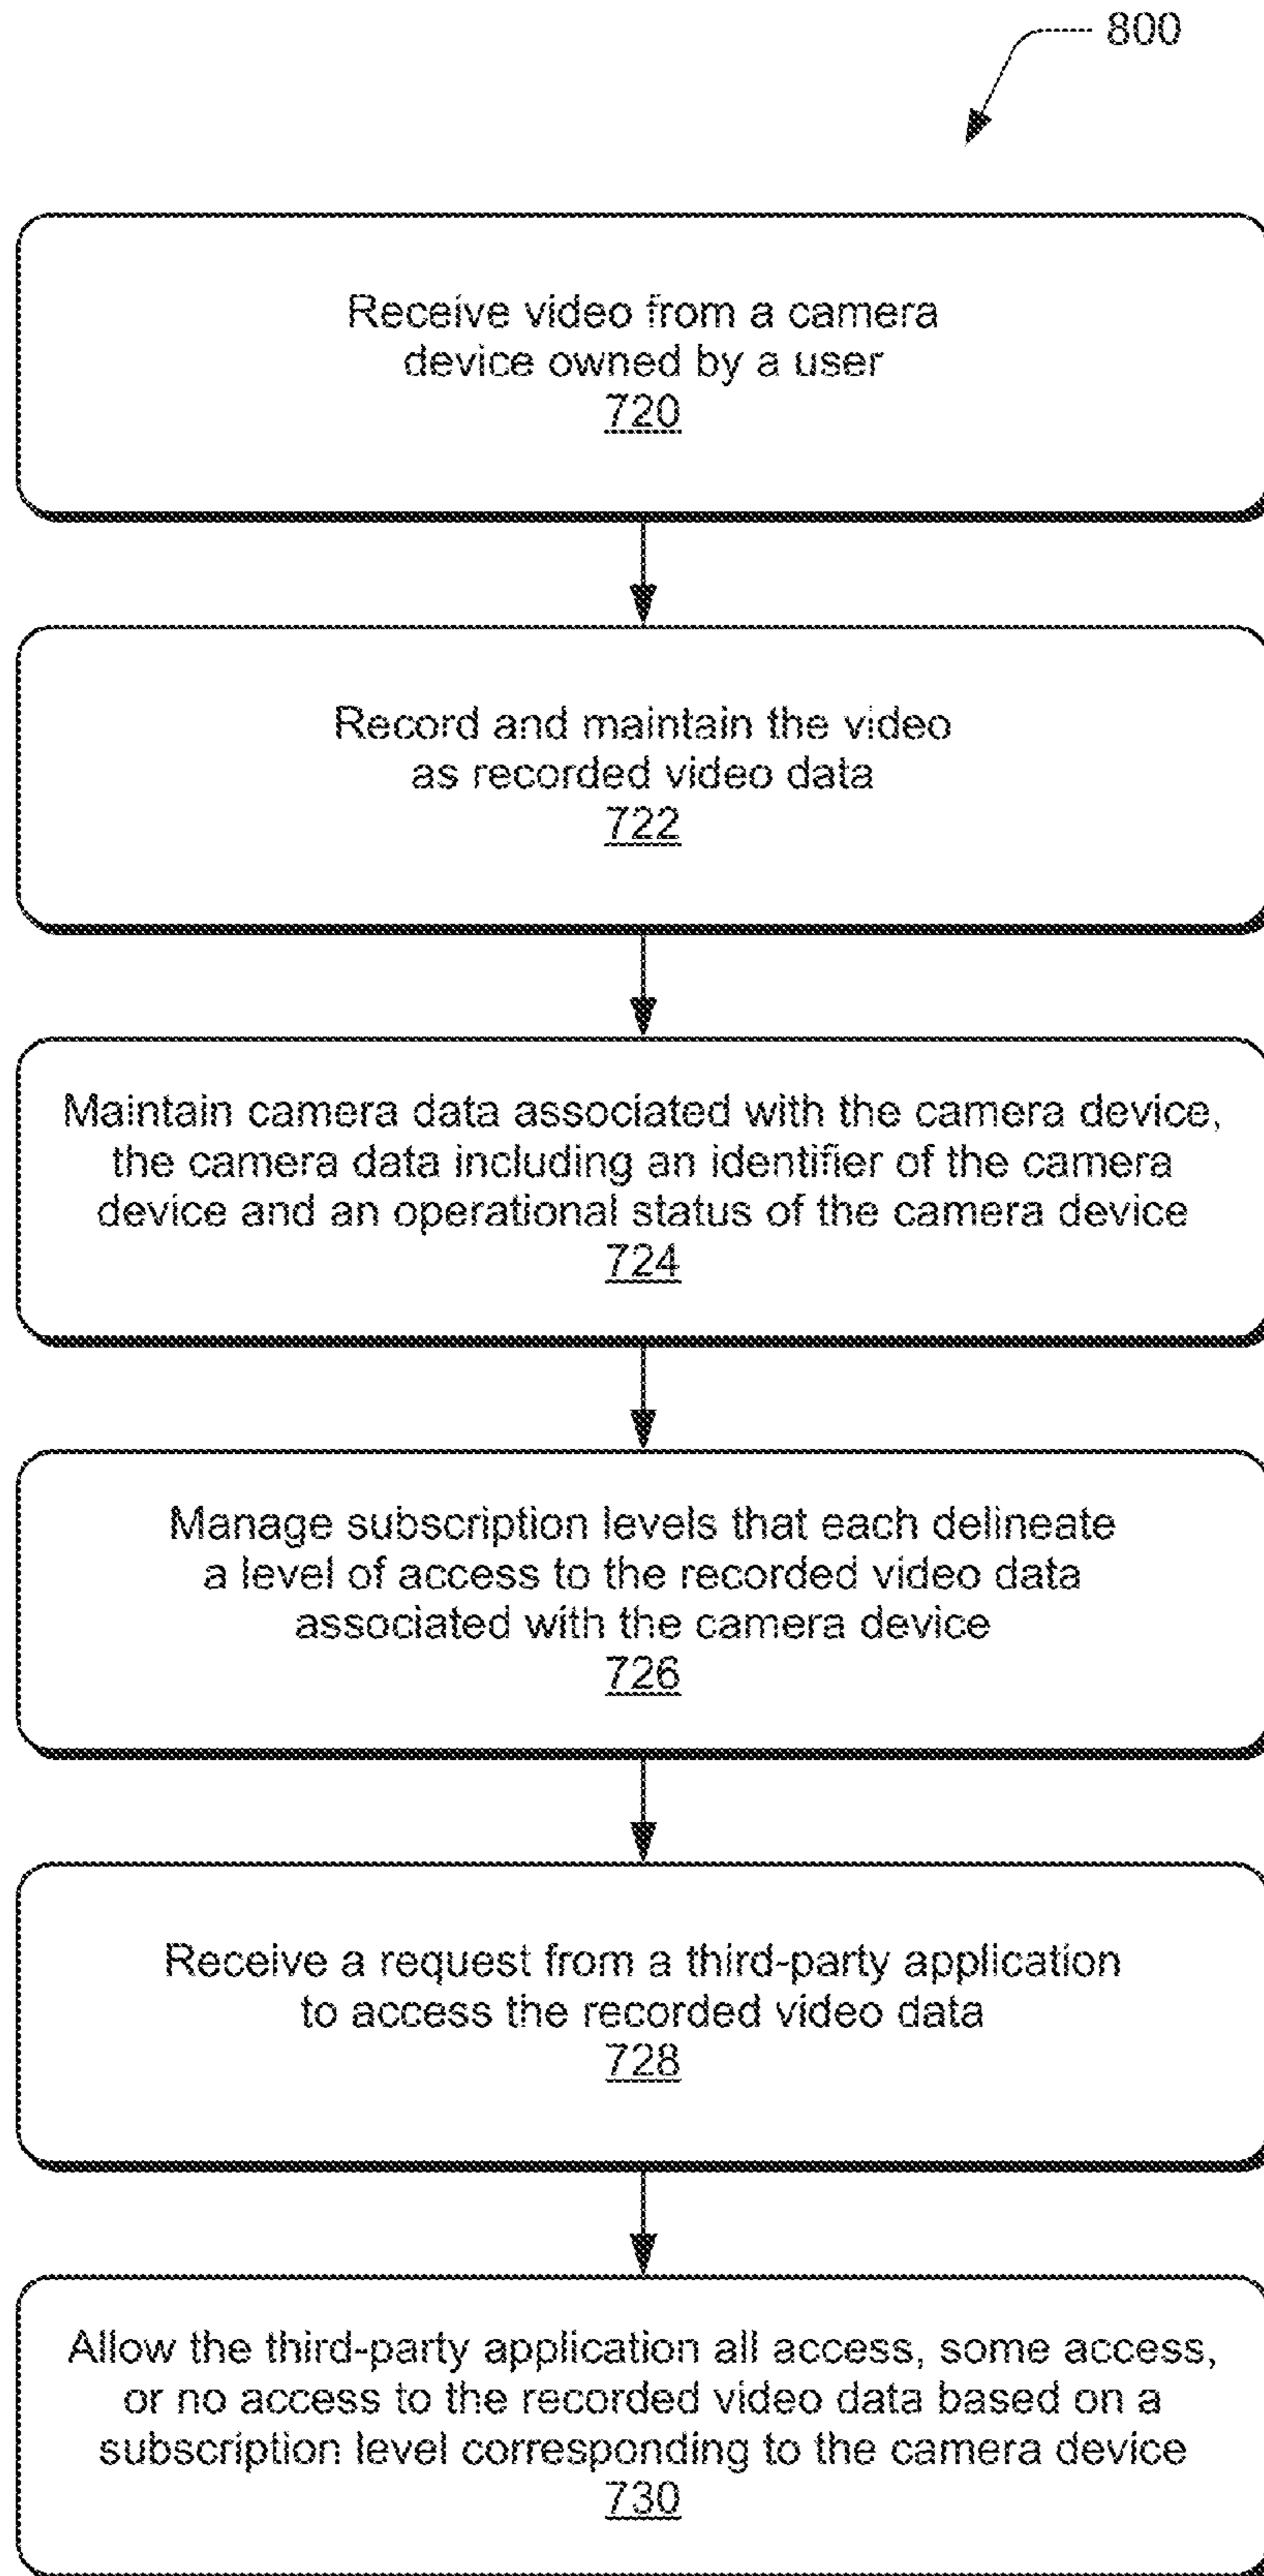 800
Receive video from a camera
device owned by a user
720
Record and maintain the video
as recorded video data
722
Maintain camera data associated with the camera device,
the camera data including an identifier of the camera
device and an operational status of the camera device
724
Manage subscription levels that each delineate
a level of access to the recorded video data
associated with the camera device
726
Receive a request from a third-party application
to access the recorded video data
728
Allow the third-party application all access, some access,
or no access to the recorded video data based on a
subscription level corresponding to the camera device
730